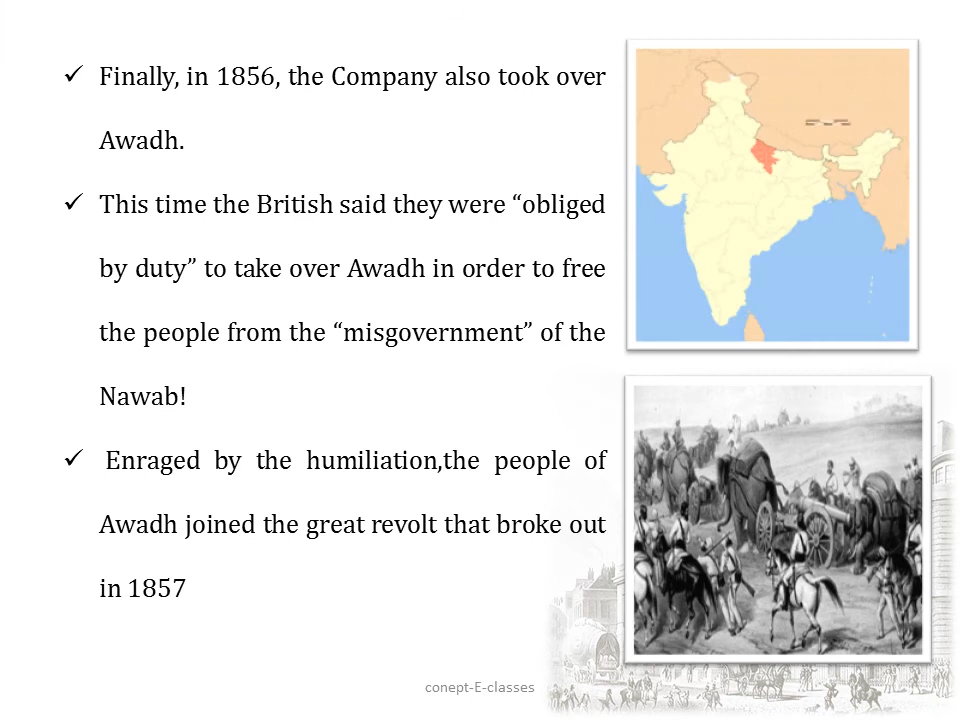 ✓ Finally, in 1856, the Company also took over
Awadh.
✓ This time the British said they were “obliged
by duty” to take over Awadh in order to free
the people from the “misgovernment” of the
Nawab!
✓ Enraged by the humiliation,the people of
Awadh joined the great revolt that broke out
in 1857
conept-E-classes